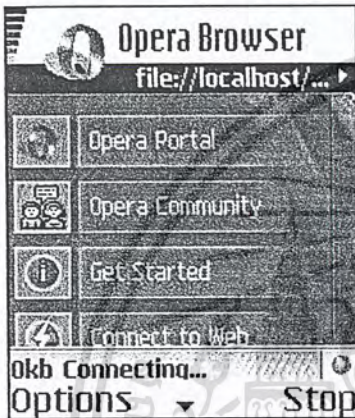 Opera Browser
file://localhost/...
Opera Portal
Opera Community
Get Started
Connect to Web
0kb Connecting...
Options Stop